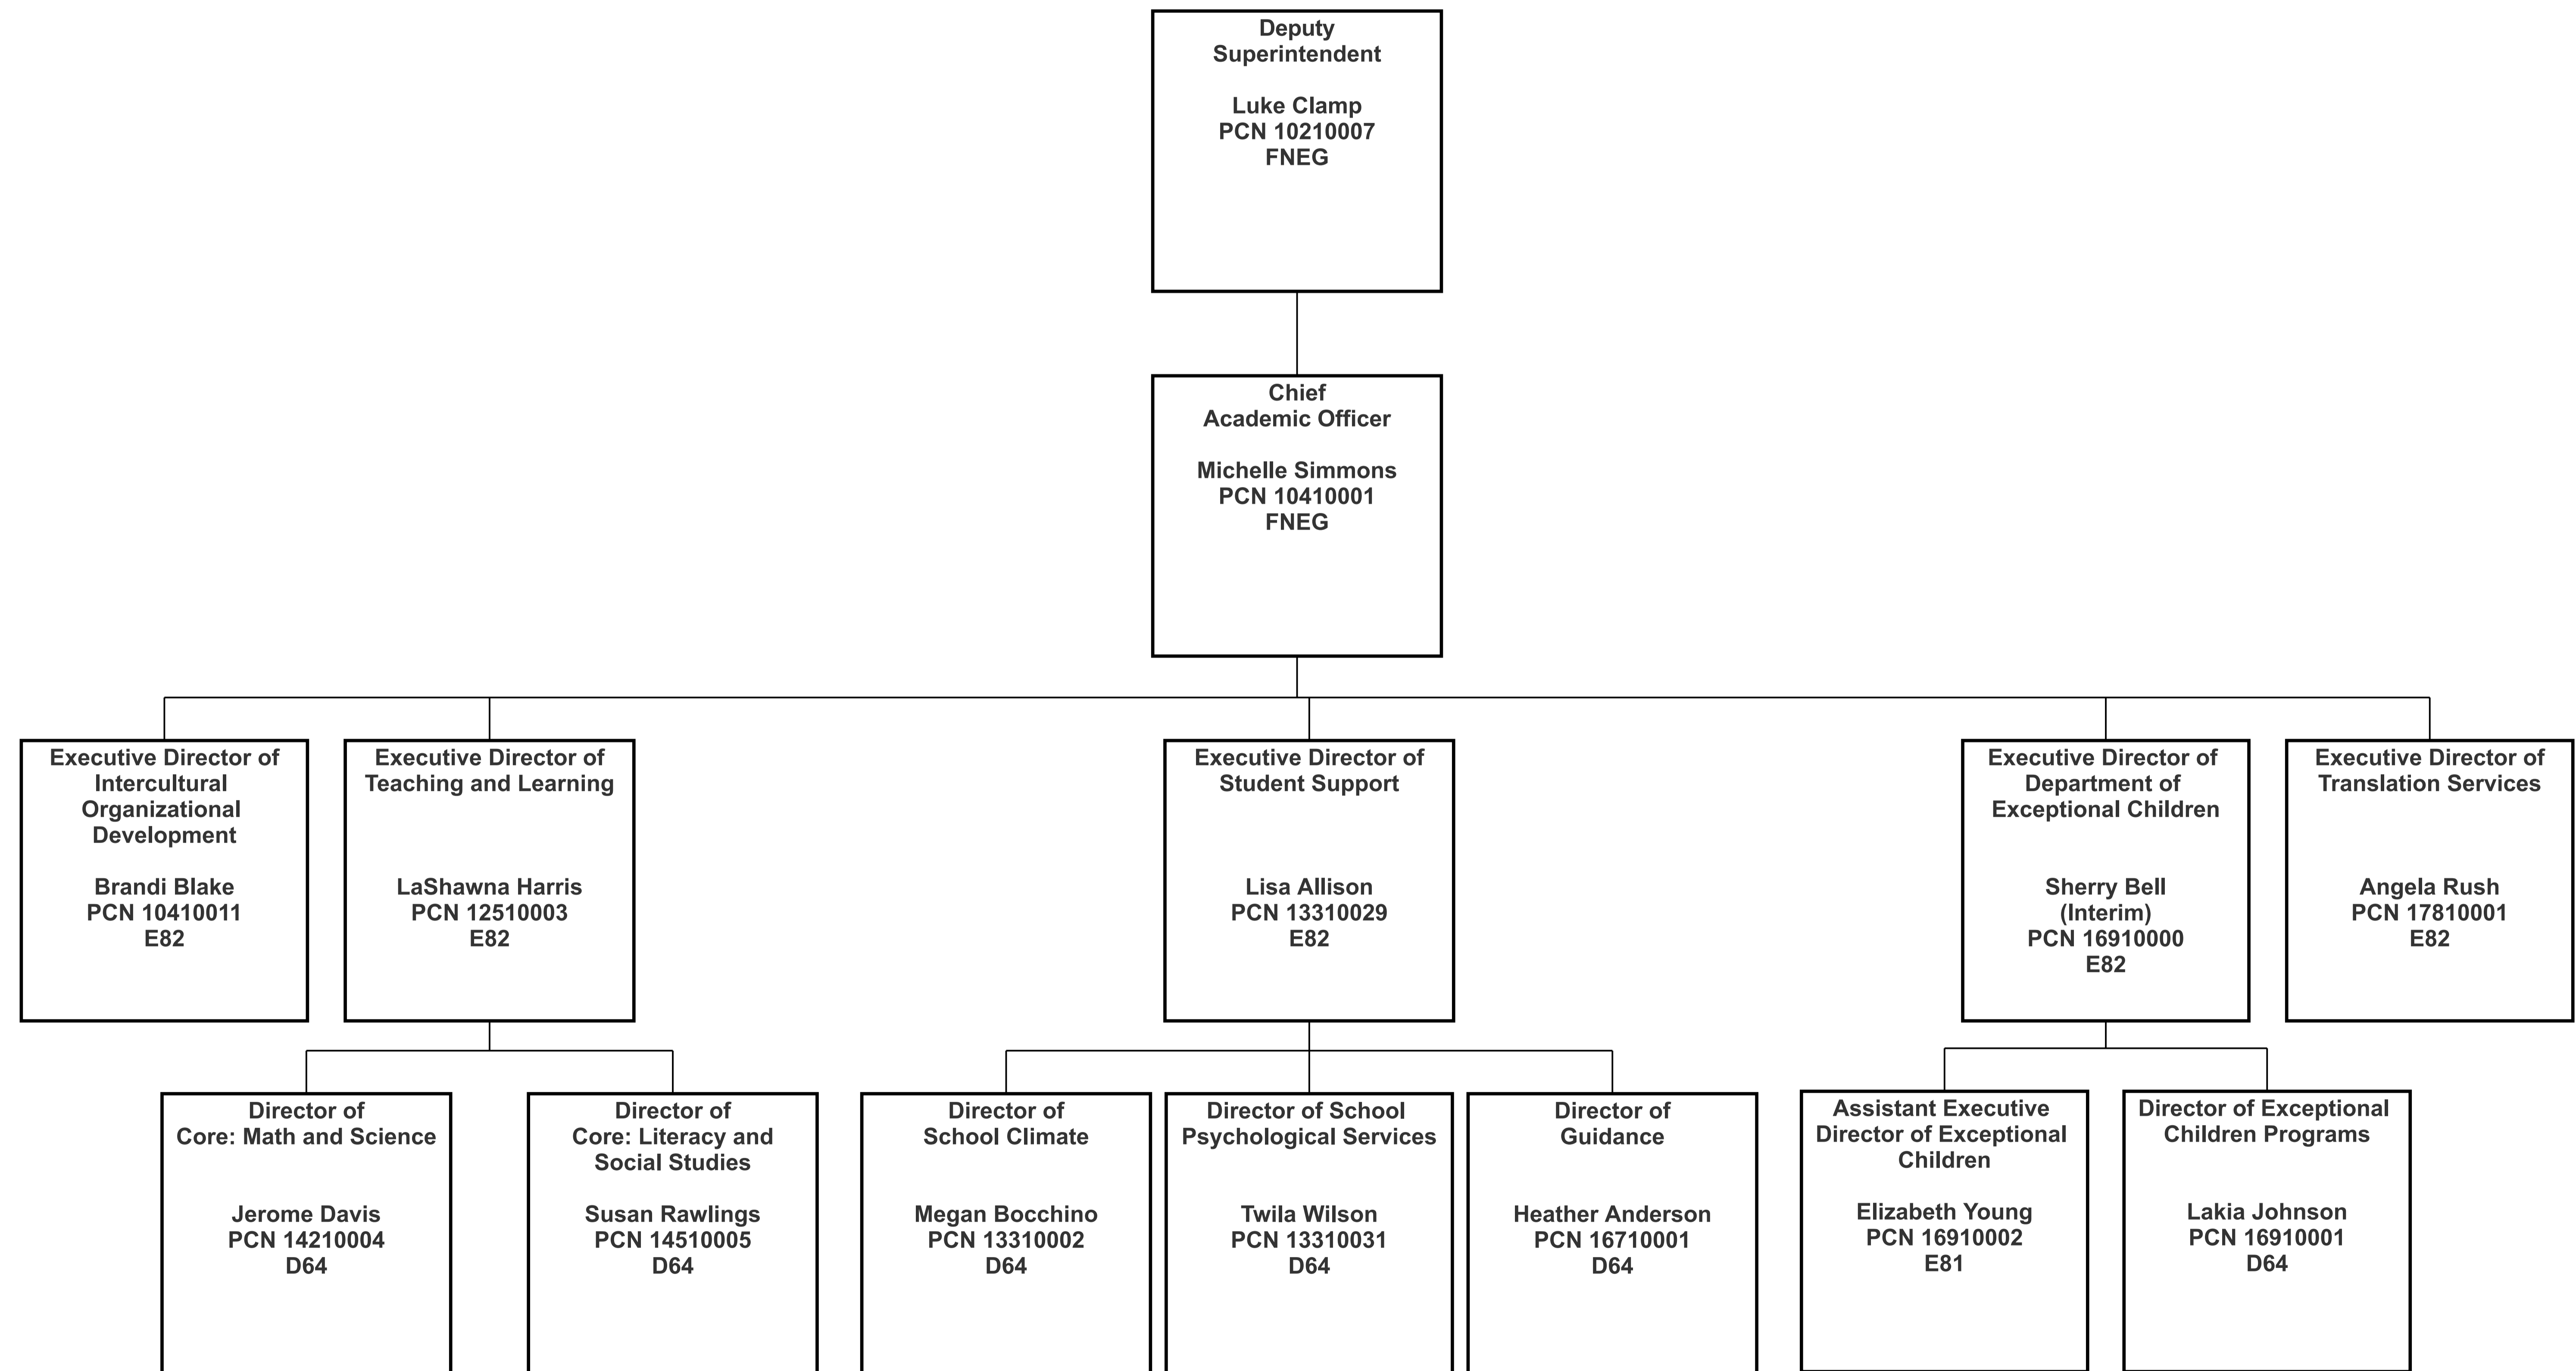 Deputy
Superintendent
Luke Clamp
PCN 10210007
FNEG
Chief
Academic Officer
Michelle Simmons
PCN 10410001
FNEG
Executive Director of
Intercultural
Organizational
Development
Brandi Blake
PCN 10410011
E82
Executive Director of
Teaching and Learning
LaShawna Harris
PCN 12510003
E82
Executive Director of
Student Support
Lisa Allison
PCN 13310029
E82
Executive Director of
Department of
Exceptional Children
Sherry Bell
(Interim)
PCN 16910000
E82
Executive Director of
Translation Services
Angela Rush
PCN 17810001
E82
Director of
Core: Math and Science
Jerome Davis
PCN 14210004
D64
Director of
Core: Literacy and
Social Studies
Susan Rawlings
PCN 14510005
D64
Director of
School Climate
Megan Bocchino
PCN 13310002
D64
Director of School
Psychological Services
Twila Wilson
PCN 13310031
D64
Director of
Guidance
Heather Anderson
PCN 16710001
D64
Assistant Executive
Director of Exceptional
Children
Elizabeth Young
PCN 16910002
E81
Director of Exceptional
Children Programs
Lakia Johnson
PCN 16910001
D64